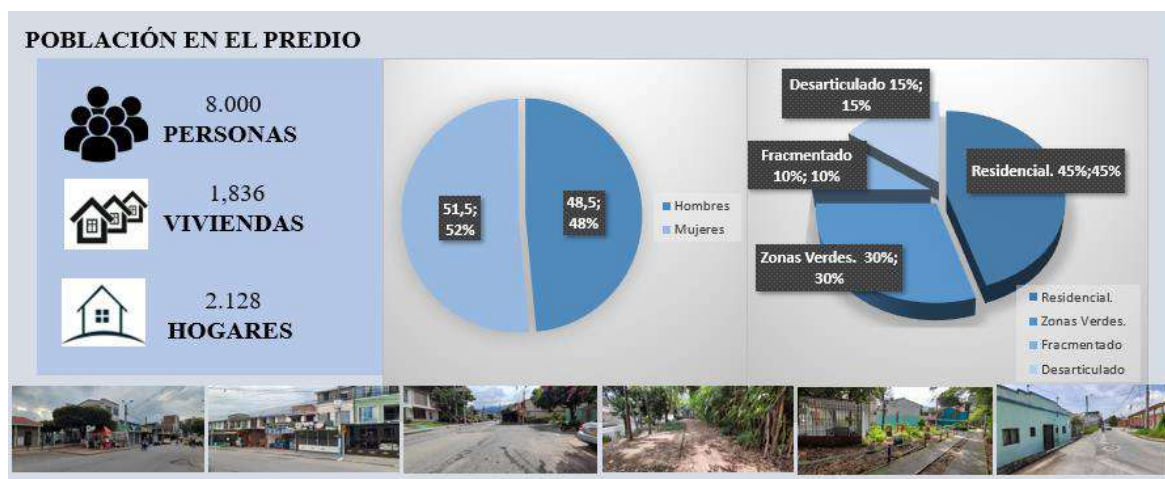 POBLACIÓN EN EL PREDIO
8.000
PERSONAS
1,836
VIVIENDAS
2.128
HOGARES
51,5;
52%
48,5;
48%
Hombres
Mujeres
Desarticulado 15%;
15%
Fracmentado
10%; 10%
Residencial. 45%;45%
Zonas Verdes. 30%;
30%
Residencial.
Zonas Verdes.
Fracmentado
Desarticulado